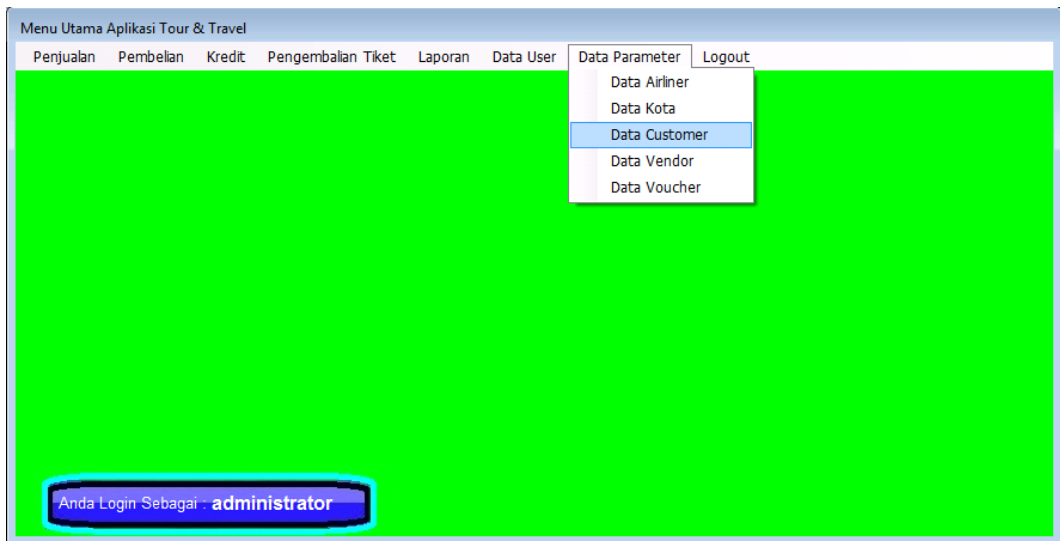 Menu Utama Aplikasi Tour & Travel
Penjualan Pembelian Kredit Pengembalian Tiket Laporan Data User Data Parameter Logout
Data Airliner
Data Kota
Data Customer
Data Vendor
Data Voucher
Anda Login Sebagai : administrator